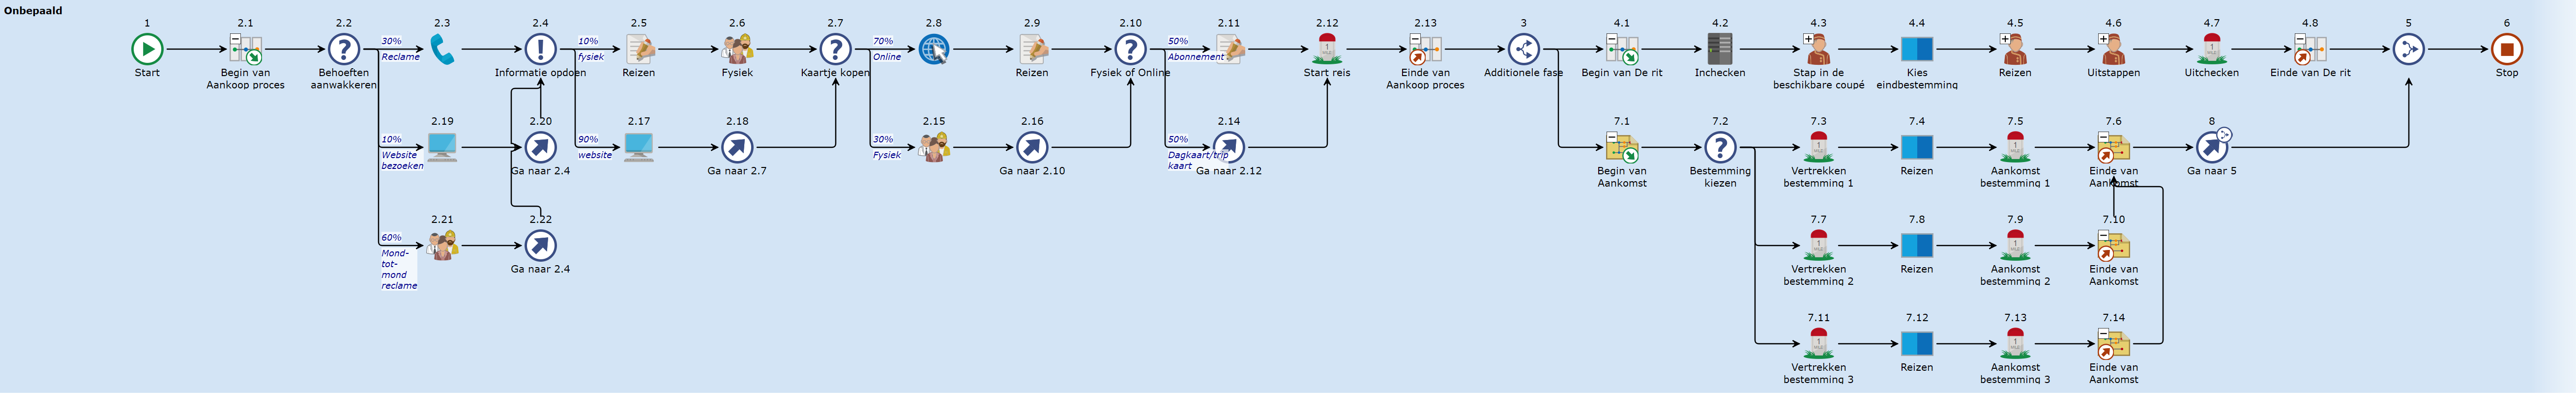 Onbepaald
1 2.1 2.2 2.3 2.4 2.5 2.6 2.7 2.8 2.9 2.10 2.11 2.12 2.13 3 4.1 4.2 4.3 4.4 4.5 4.6 4.7 4.8 5 6
30% 10% 70% 50%
Reclame fysiek Online Abonnement
Start Begin van Behoeften Informatie opdoen Reizen Fysiek Kaartje kopen Reizen Fysiek of Online Start reis Einde van Additionele fase Begin van De rit Inchecken Stap in de Kies Reizen Uitstappen Uitchecken Einde van De rit Stop
Aankoop proces aanwakkeren Aankoop proces beschikbare coupé eindbestemming
2.19 2.20 2.17 2.18 2.15 2.16 2.14 7.1 7.2 7.3 7.4 7.5 7.6 8
10% 90% 30% 50%
Website website Fysiek Dagkaart/trip
bezoeken kaart
Ga naar 2.4 Ga naar 2.7 Ga naar 2.10 Ga naar 2.12 Begin van Bestemming Vertrekken Reizen Aankomst Einde van Ga naar 5
Aankomst kiezen bestemming 1 bestemming 1 Aankomst
2.21 2.22 7.7 7.8 7.9 7.10
60%
Mond-
tot-
mond
reclame
Ga naar 2.4 Vertrekken Reizen Aankomst Einde van
bestemming 2 bestemming 2 Aankomst
7.11 7.12 7.13 7.14
Vertrekken Reizen Aankomst Einde van
bestemming 3 bestemming 3 Aankomst